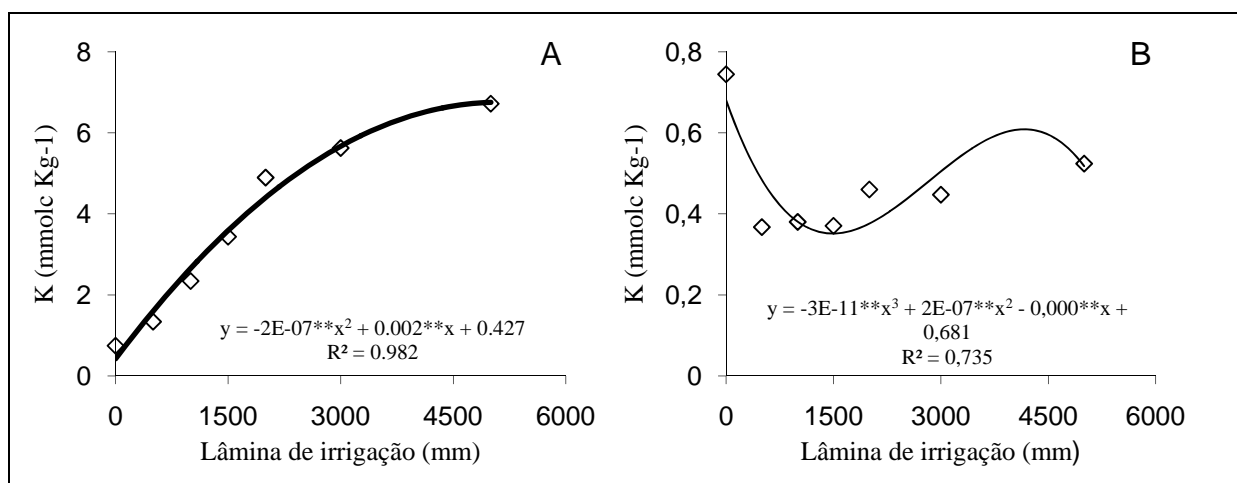 A
K (mmolc Kg-1)
8
6
4
2
0
y = -2E-07**x² + 0.002**x + 0.427
R² = 0.982
0 1500 3000 4500 6000
Lâmina de irrigação (mm)
B
K (mmolc Kg-1)
0,8
0,6
0,4
0,2
0
y = -3E-11**x³ + 2E-07**x² - 0,000**x +
0,681
R² = 0,735
0 1500 3000 4500 6000
Lâmina de irrigação (mm)